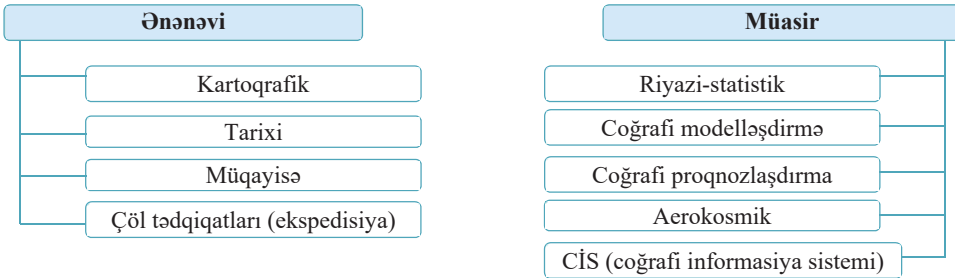 Ənənəvi
Kartoqrafik
Tarixi
Müqayisə
Çöl tədqiqatları (ekspedisiya)
Müasir
Riyazi-statistik
Coğrafi modelləşdirmə
Coğrafi proqnozlaşdırma
Aerokosmik
CİS (coğrafi informasiya sistemi)